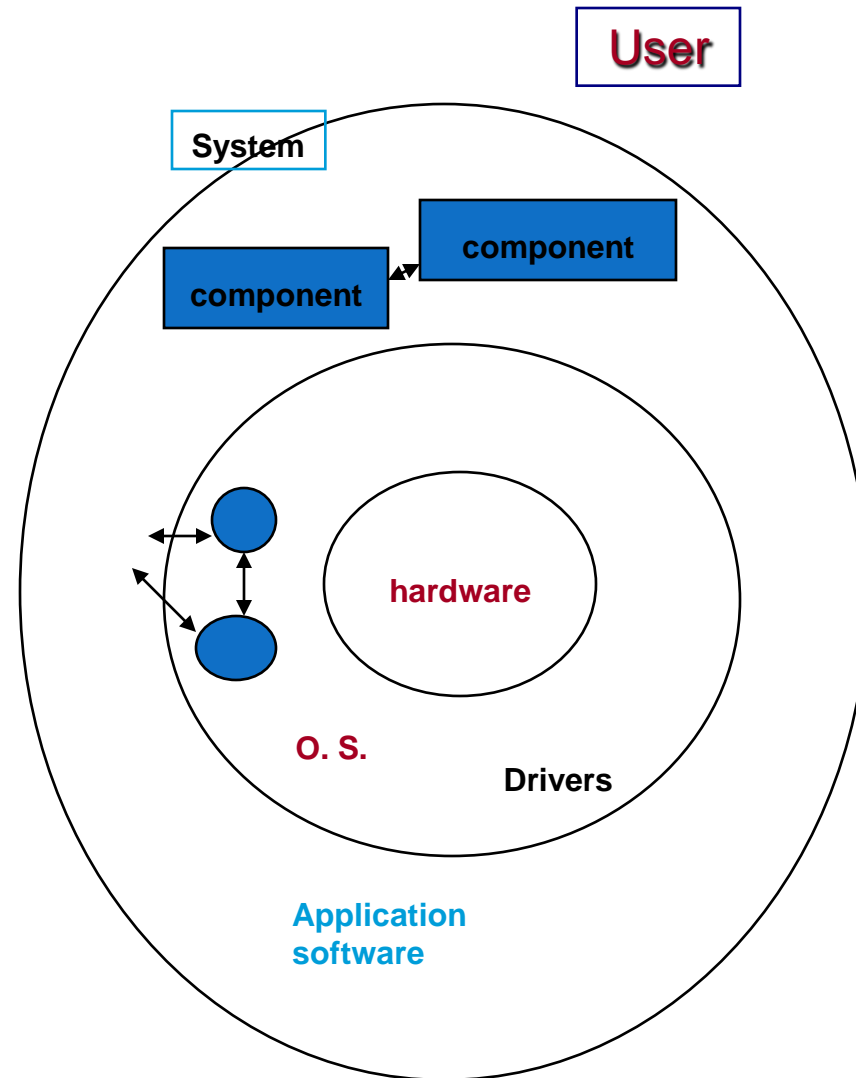 User
System
component
component
hardware
O. S.
Drivers
Application
software